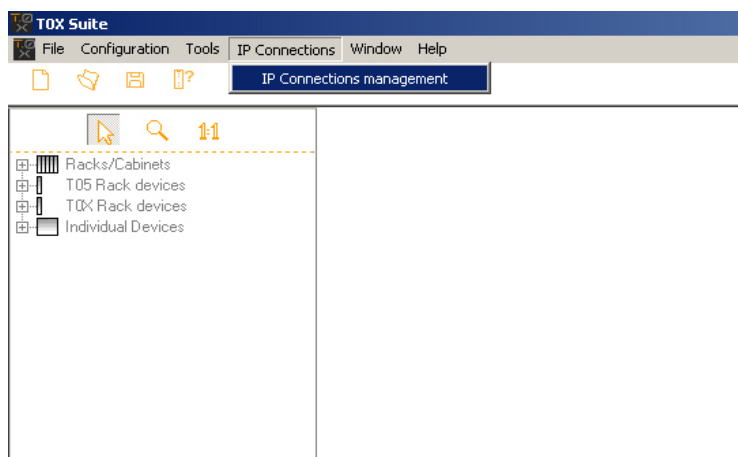 T0X Suite
File Configuration Tools IP Connections Window Help
IP Connections management
1:1
Racks/Cabinets
T05 Rack devices
T0X Rack devices
Individual Devices